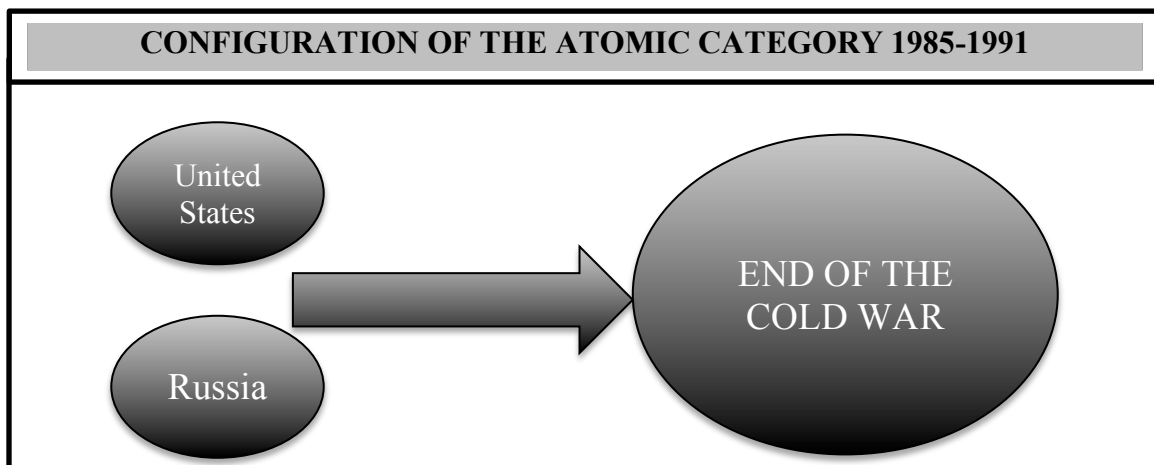 CONFIGURATION OF THE ATOMIC CATEGORY 1985-1991
United
States
Russia
END OF THE
COLD WAR